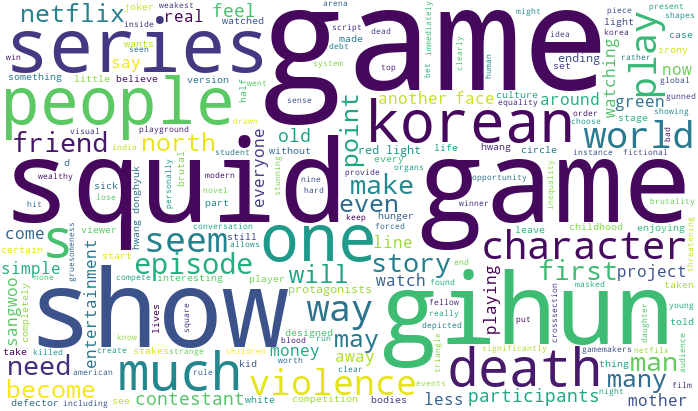 netflix
inside
joker
weakest
watched
feel
real
wants
arena
script
dead
debt
series
say
win
ending
set
top
bet immediately
human
clearly
system
game
might
idea
play
watching
light
piece
present
shapes
made
korea
case
believe
rather
irony
now
global
something
little
version
gunned
half
seen
went
people
playground
another
face
around
green
showing
culture
equality
bad
visual
drawn
sense
order
choose
stage
friend
india
north
brutal
everyone
old
point
korean
world
without
student
stunning
red light
life
hwang
circle
instance
fictional
hit
wealthy
personally
modern
nine
every
organs
hwang donghyuk
novel
hard
provide
opportunity
inequality
brutality
squid game
lose
sick
part
make
winner
childhood
forced
keep
come
s
seem
still
conversation
even
hunger
leave
enjoying
threatening
certain
viewer
one
allows
line
character
simple
start
episode
will
story
first
project
none
compete
interesting
player
watch
end
found
playing
masked
taken
sangwoo
completely
entertainment
protagonists
really
fellow
crosssection
young
show
know
lives
square
way
gihun
man
told
gruesomeness
designed
run
may
depicted
put
daughter
audience
create
stakes
strange
worth
away
triangle
gamemakers
netflix
take
killed
blood
money
clear
significantly
thing
night
need
much
death
many
american
rule
children
kid
events
film
become
violence
less
participants
mother
defector
including
see
contestant
white
competition
bodies